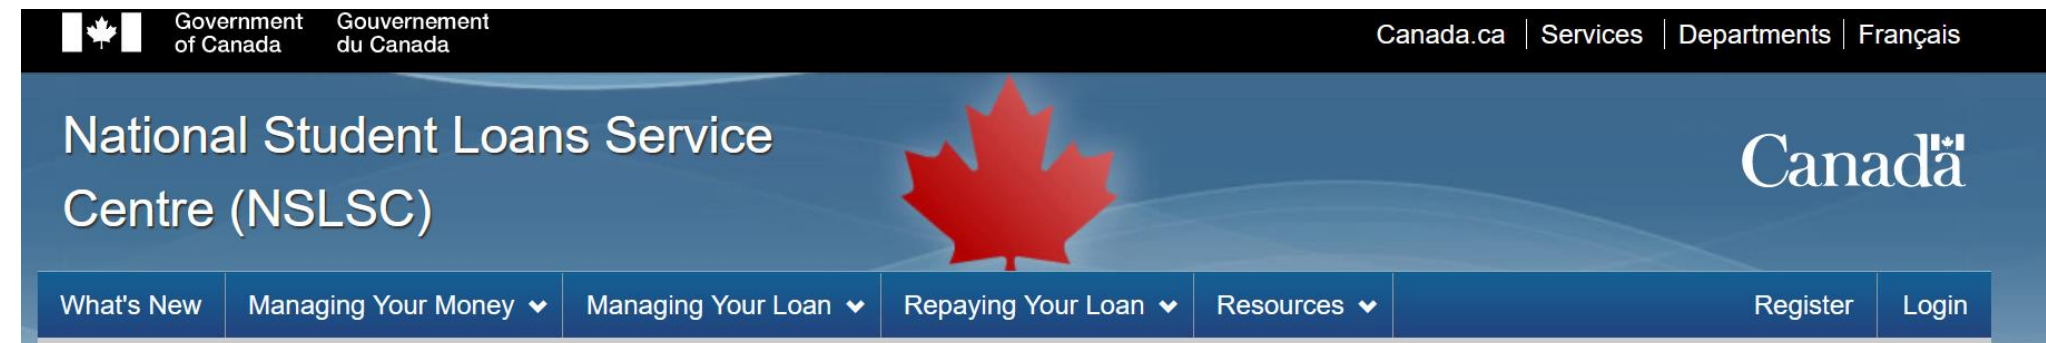 Government Gouvernement
of Canada du Canada
Canada.ca Services Departments Français
National Student Loans Service
Centre (NSLSC)
Canada
What's New Managing Your Money Managing Your Loan Repaying Your Loan Resources Register Login